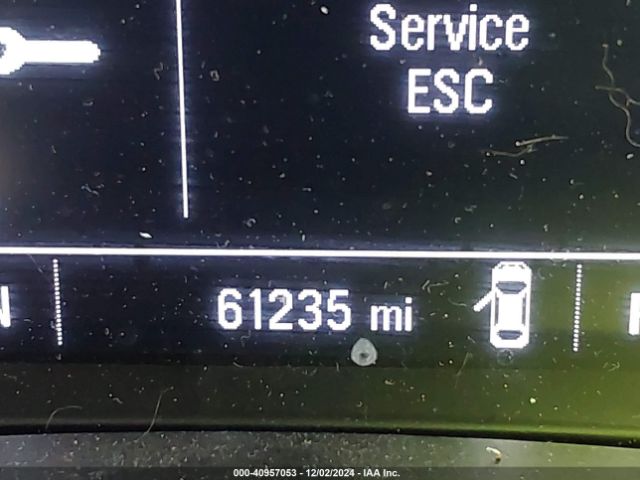 Service
ESC
N
61235 mi
000-40957053 - 12/02/2024 - IAA Inc.